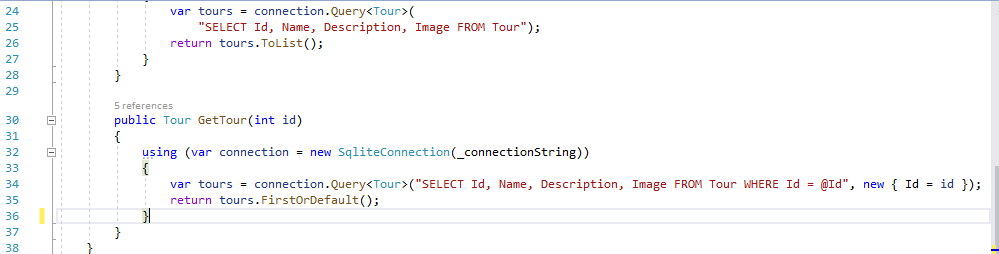 24 var tours = connection.Query<Tour>(
25 "SELECT Id, Name, Description, Image FROM Tour");
26 return tours.ToList();
27 }
28 }
29
5 references
30 public Tour GetTour(int id)
31 {
32 using (var connection = new SqliteConnection(_connectionString))
33 {
34 var tours = connection.Query<Tour>("SELECT Id, Name, Description, Image FROM Tour WHERE Id = @Id", new { Id = id });
35 return tours.FirstOrDefault();
36 }
37 }
38 }